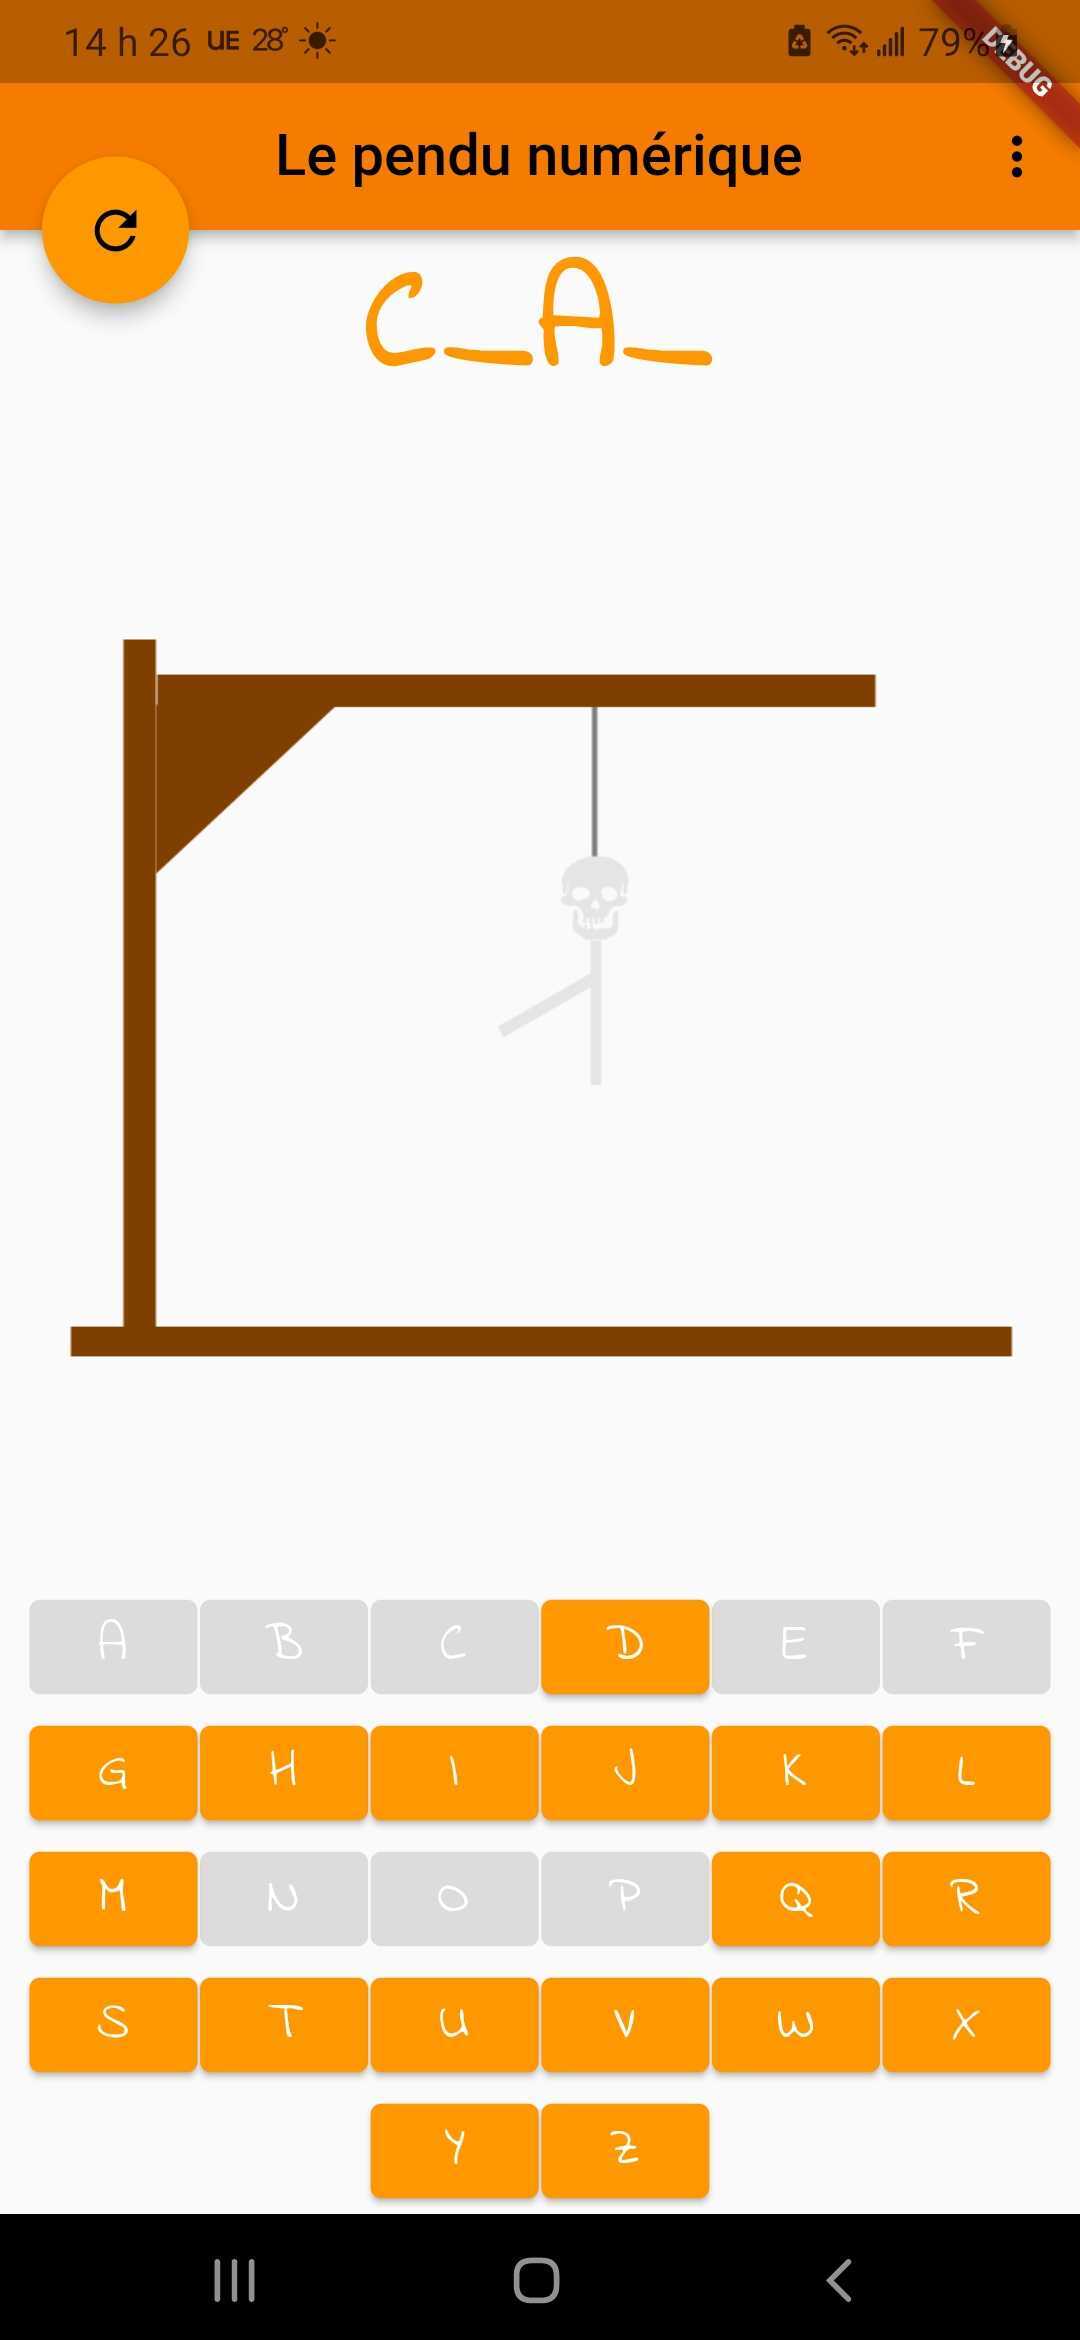 14 h 26 UE 28° 79%
DEBUG
Le pendu numérique
C_A_
A B C D E F
G H I J K L
M N O P Q R
S T U V W X
Y Z